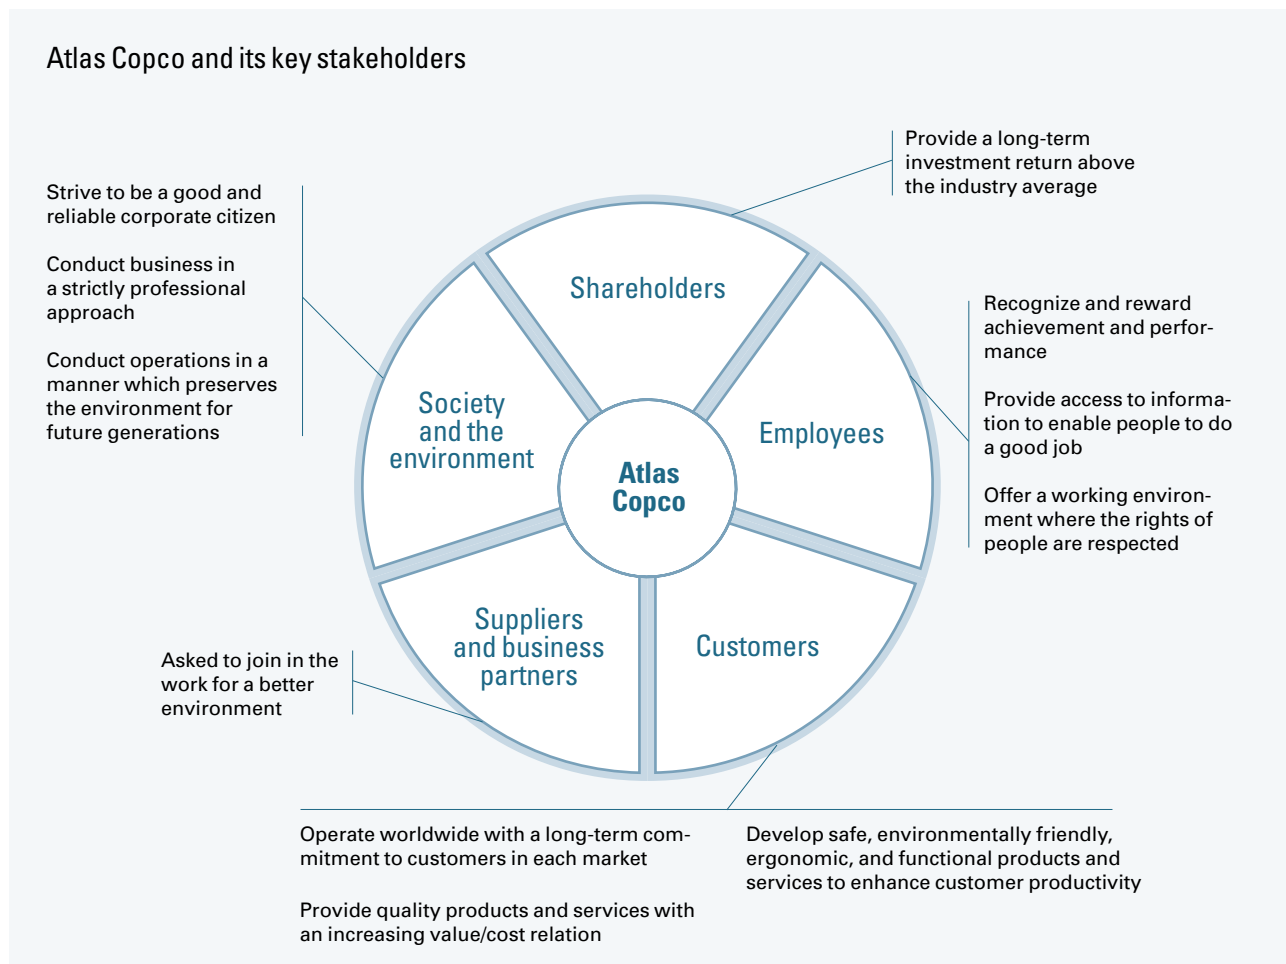 Atlas Copco and its key stakeholders
Provide a long-term
investment return above
the industry average
Strive to be a good and
reliable corporate citizen
Conduct business in
a strictly professional
approach
Conduct operations in a
manner which preserves
the environment for
future generations
Shareholders
Recognize and reward
achievement and perfor-
mance
Provide access to informa-
tion to enable people to do
a good job
Offer a working environ-
ment where the rights of
people are respected
Society
and the
environment
Employees
Atlas
Copco
Suppliers
and business
partners
Customers
Asked to join in the
work for a better
environment
Operate worldwide with a long-term com-
mitment to customers in each market
Provide quality products and services with
an increasing value/cost relation
Develop safe, environmentally friendly,
ergonomic, and functional products and
services to enhance customer productivity